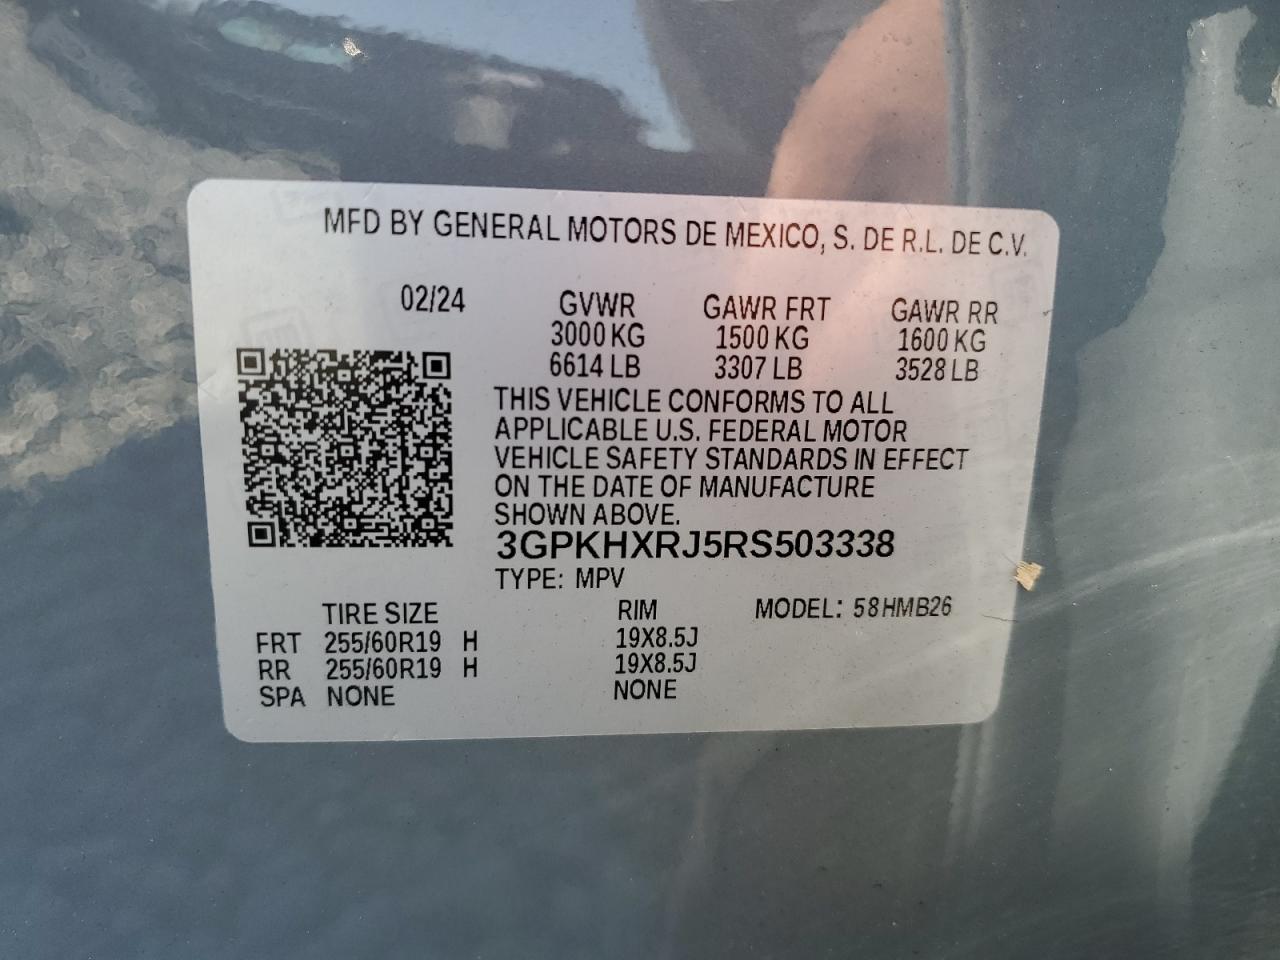 MFD BY GENERAL MOTORS DE MEXICO, S. DE R.L. DE C.V.
02/24 GVWR GAWR FRT GAWR RR
3000 KG 1500 KG 1600 KG
6614 LB 3307 LB 3528 LB
THIS VEHICLE CONFORMS TO ALL
APPLICABLE U.S. FEDERAL MOTOR
VEHICLE SAFETY STANDARDS IN EFFECT
ON THE DATE OF MANUFACTURE
SHOWN ABOVE.
3GPKHXRJ5RS503338
TYPE: MPV
TIRE SIZE RIM MODEL: 58HMB26
FRT 255/60R19 H 19X8.5J
RR 255/60R19 H 19X8.5J
SPA NONE NONE